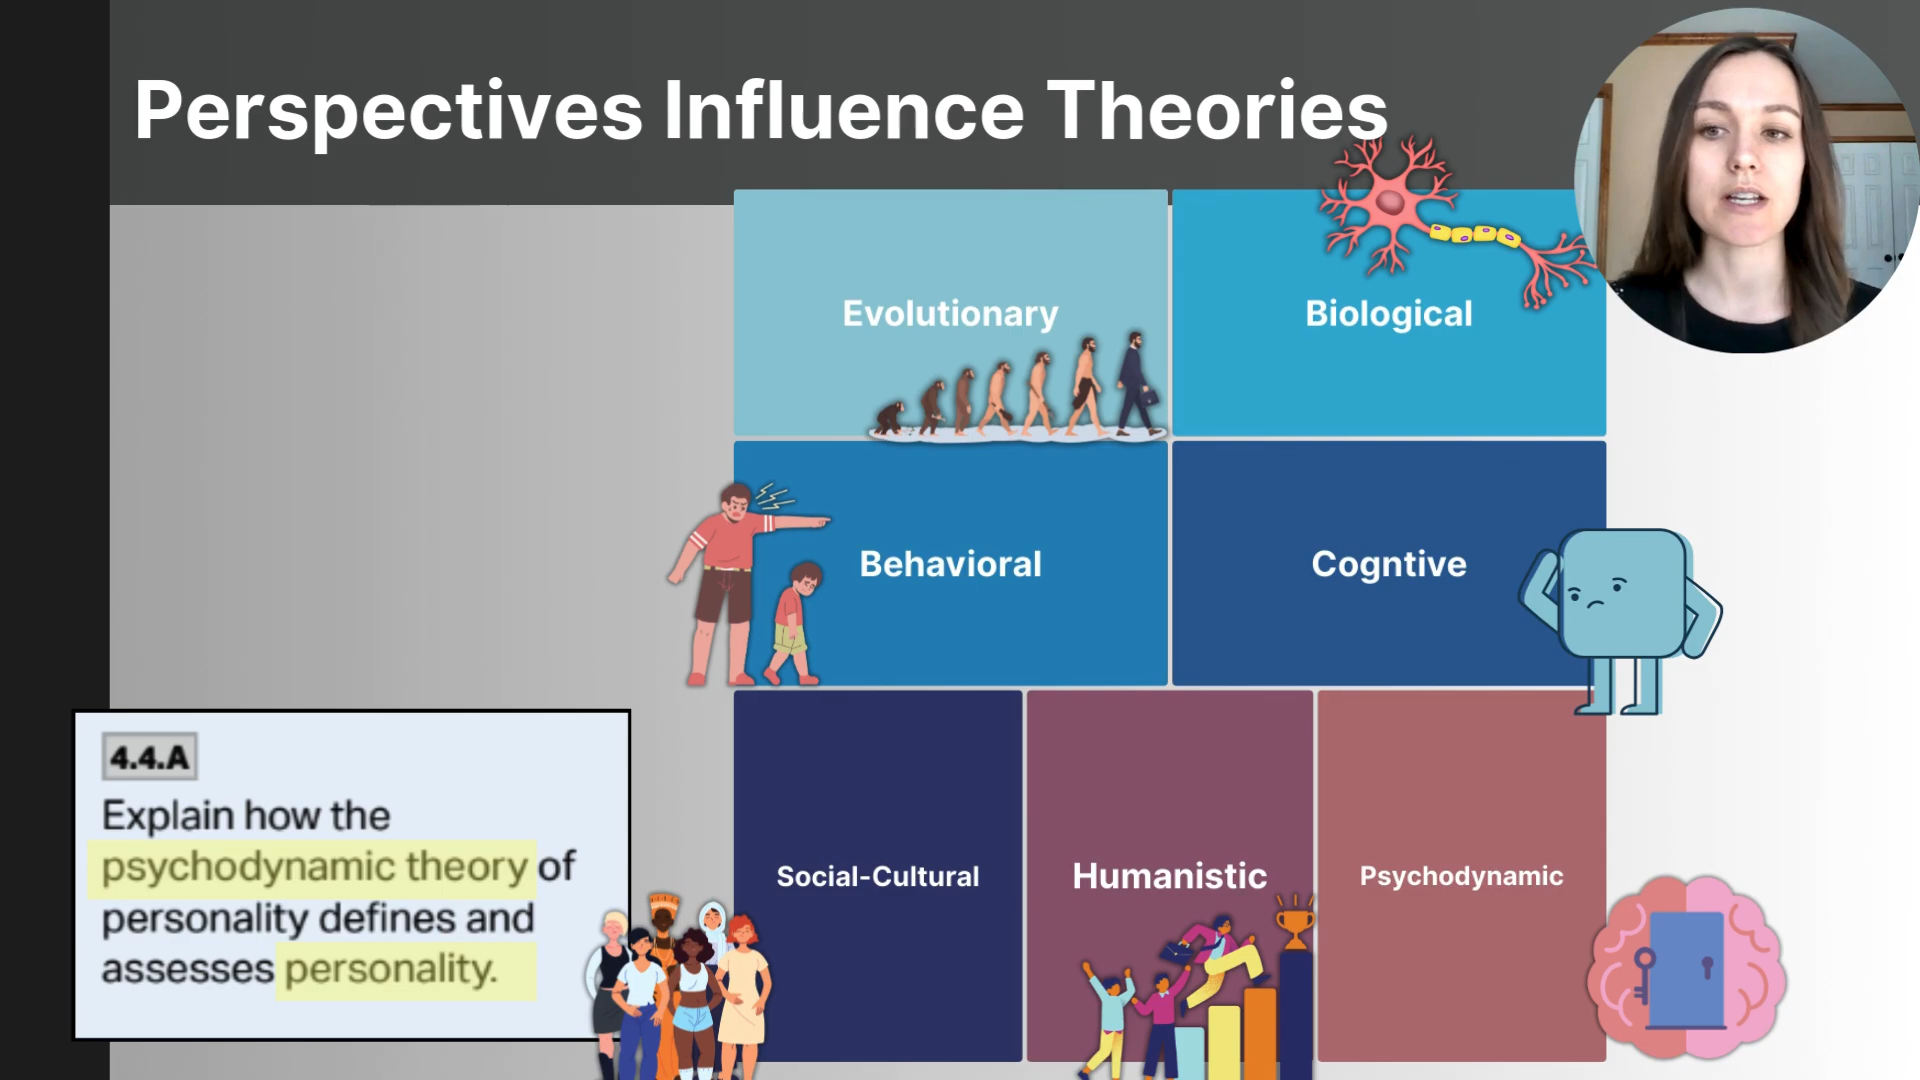 Perspectives Influence Theories
Evolutionary
Biological
Behavioral
Cogntive
Social-Cultural
Humanistic
Psychodynamic
4.4.A
Explain how the
psychodynamic theory of
personality defines and
assesses personality.